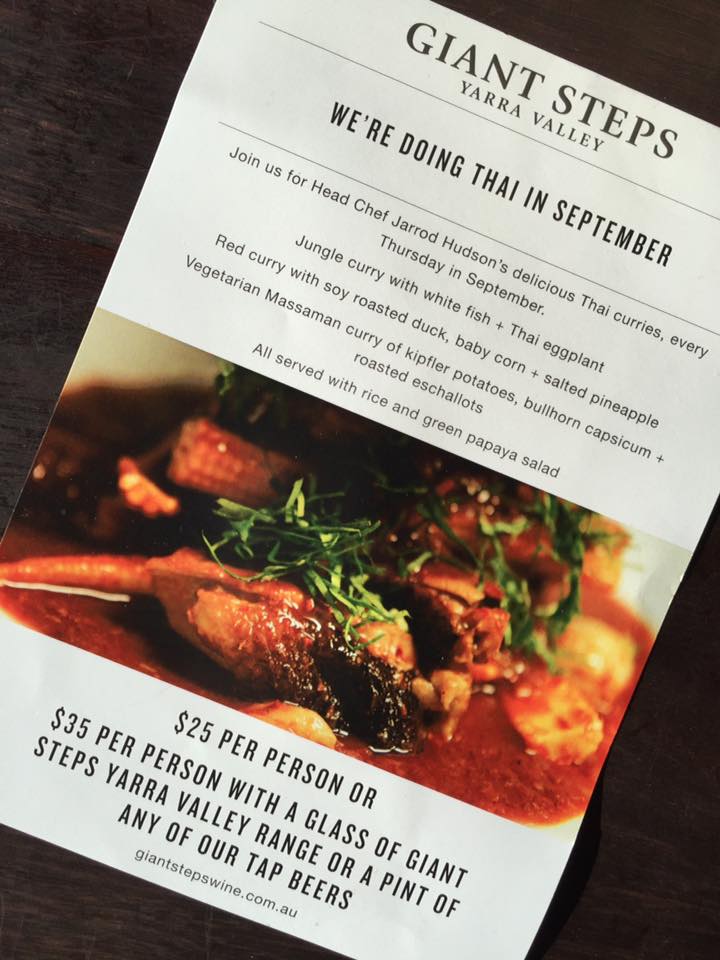 GIANT STEPS
YARRA VALLEY
WE'RE DOING THAI IN SEPTEMBER
Join us for Head Chef Jarrod Hudson's delicious Thai curries, every
Thursday in September.
Jungle curry with white fish + Thai eggplant
Red curry with soy roasted duck, baby corn + salted pineapple
Vegetarian Massaman curry of kipfler potatoes, bullhorn capsicum +
roasted eschallots
All served with rice and green papaya salad
$25 PER PERSON OR
$35 PER PERSON WITH A GLASS OF GIANT
STEPS YARRA VALLEY RANGE OR A PINT OF
ANY OF OUR TAP BEERS
giantstepswine.com.au